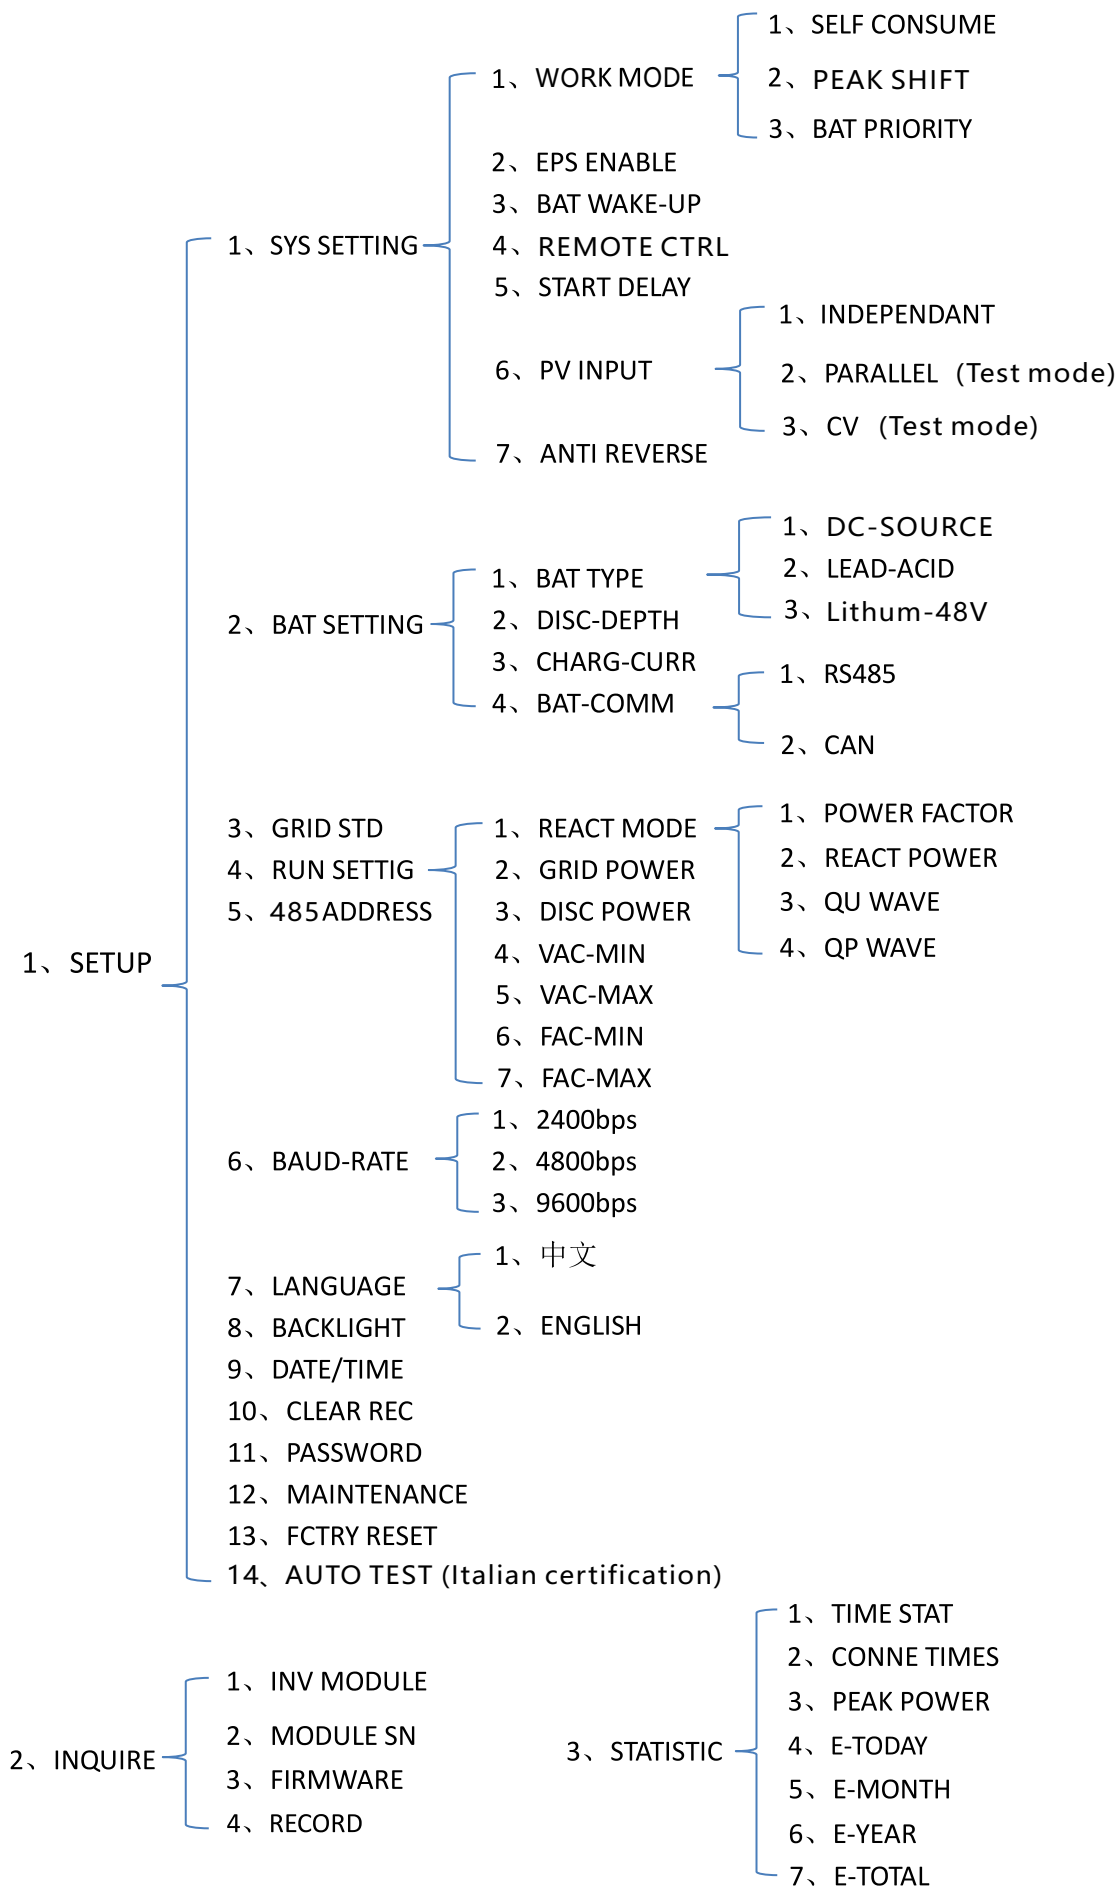 1、SETUP
1、SYS SETTING
1、WORK MODE
1、SELF CONSUME
2、PEAK SHIFT
3、BAT PRIORITY
2、EPS ENABLE
3、BAT WAKE-UP
4、REMOTE CTRL
5、START DELAY
6、PV INPUT
1、INDEPENDANT
2、PARALLEL (Test mode)
3、CV (Test mode)
7、ANTI REVERSE
2、BAT SETTING
1、BAT TYPE
1、DC-SOURCE
2、LEAD-ACID
3、Lithum-48V
2、DISC-DEPTH
3、CHARG-CURR
4、BAT-COMM
1、RS485
2、CAN
3、GRID STD
4、RUN SETTIG
1、REACT MODE
1、POWER FACTOR
2、REACT POWER
3、QU WAVE
4、QP WAVE
2、GRID POWER
3、DISC POWER
4、VAC-MIN
5、VAC-MAX
6、FAC-MIN
7、FAC-MAX
5、485ADDRESS
6、BAUD-RATE
1、2400bps
2、4800bps
3、9600bps
7、LANGUAGE
1、中文
2、ENGLISH
8、BACKLIGHT
9、DATE/TIME
10、CLEAR REC
11、PASSWORD
12、MAINTENANCE
13、FCTRY RESET
14、AUTO TEST (Italian certification)
2、INQUIRE
1、INV MODULE
2、MODULE SN
3、FIRMWARE
4、RECORD
3、STATISTIC
1、TIME STAT
2、CONNE TIMES
3、PEAK POWER
4、E-TODAY
5、E-MONTH
6、E-YEAR
7、E-TOTAL